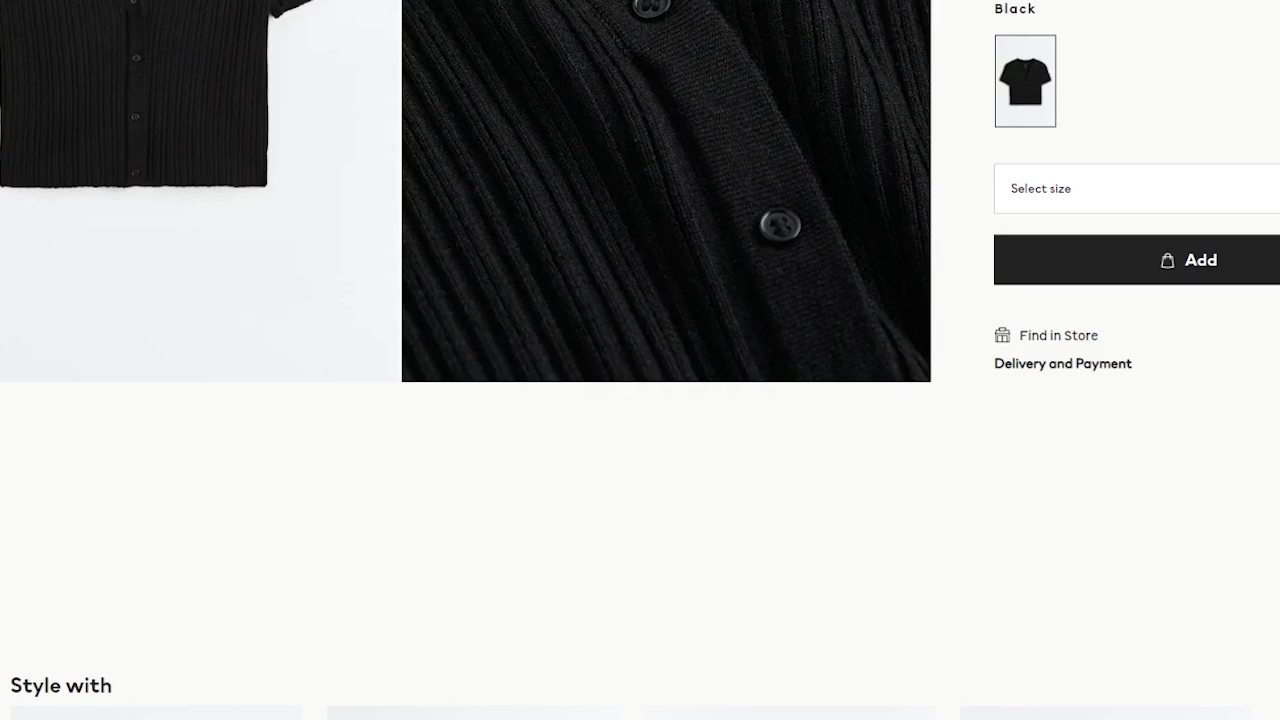 Black
Select size
Add
Find in Store
Delivery and Payment
Style with